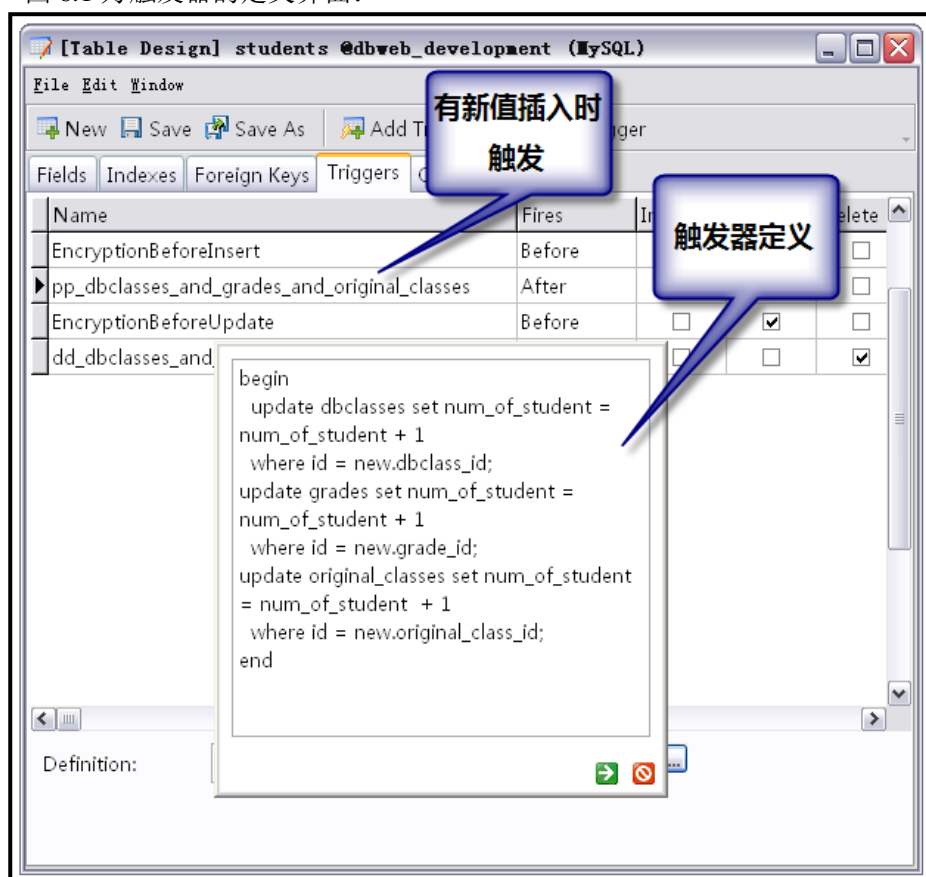 [Table Design] students @dbweb_development (MySQL)
File Edit Window
New Save Save As Add
有新值插入时
触发
Fields Indexes Foreign Keys Triggers
Name Fires
触发器定义
EncryptionBeforeInsert Before
pp_dbclasses_and_grades_and_original_classes After
EncryptionBeforeUpdate Before
dd_dbclasses_and
begin
update dbclasses set num_of_student =
num_of_student + 1
where id = new.dbclass_id;
update grades set num_of_student =
num_of_student + 1
where id = new.grade_id;
update original_classes set num_of_student
= num_of_student + 1
where id = new.original_class_id;
end
Definition:
...